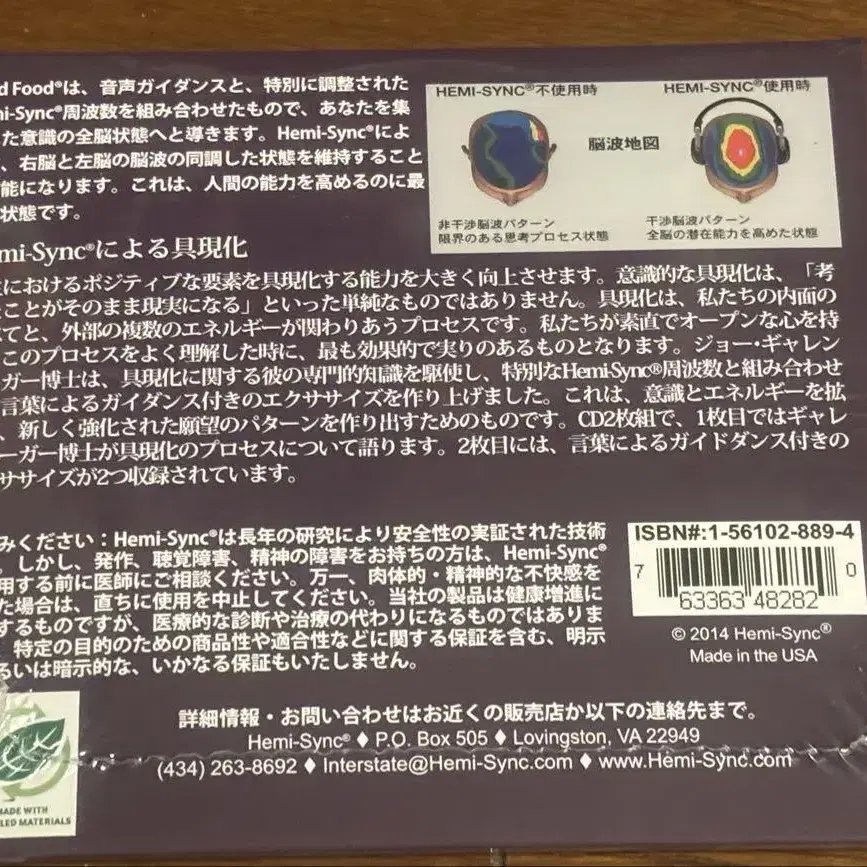 d Food®は、音声ガイダンスと、特別に調整された
mi-Sync®周波数を組み合わせたもので、あなたを集
た意識の全脳状態へと導きます。Hemi-Sync®によ
、右脳と左脳の脳波の同調した状態を維持すること
能になります。これは、人間の能力を高めるのに最
状態です。
HEMI-SYNC®不使用時
HEMI-SYNC®使用時
脳波地図
非干渉脳波パターン
限界のある思考プロセス状態
干渉脳波パターン
全脳の潜在能力を高めた状態
emi-Sync®による具現化
におけるポジティブな要素を具現化する能力を大きく向上させます。意識的な具現化は、「考
ことがそのまま現実になる」といった単純なものではありません。具現化は、私たちの内面の
てと、外部の複数のエネルギーが関わりあうプロセスです。私たちが素直でオープンな心を持
このプロセスをよく理解した時に、最も効果的で実りのあるものとなります。ジョー・ギャレン
ガー博士は、具現化に関する彼の専門的知識を駆使し、特別なHemi-Sync®周波数と組み合わせ
言葉によるガイダンス付きのエクササイズを作り上げました。これは、意識とエネルギーを拡
、新しく強化された願望のパターンを作り出すためのものです。CD2枚組で、1枚目ではギャレ
ーガー博士が具現化のプロセスについて語ります。2枚目には、言葉によるガイドダンス付きの
ササイズが2つ収録されています。
みください：Hemi-Sync®は長年の研究により安全性の実証された技術
。しかし、発作、聴覚障害、精神の障害をお持ちの方は、Hemi-Sync®
用する前に医師にご相談ください。万一、肉体的・精神的な不快感を
た場合は、直ちに使用を中止してください。当社の製品は健康増進に
するものですが、医療的な診断や治療の代わりになるものではありま
特定の目的のための商品性や適合性などに関する保証を含む、明示
るいは暗示的な、いかなる保証もいたしません。
ISBN#:1-56102-889-4
7 63363 48282 0
© 2014 Hemi-Sync®
Made in the USA
詳細情報・お問い合わせはお近くの販売店か以下の連絡先まで。
Hemi-Sync® ♦ P.O. Box 505 ♦ Lovingston, VA 22949
(434) 263-8692 ♦ Interstate@Hemi-Sync.com ♦ www.Hemi-Sync.com
MADE WITH
LED MATERIALS